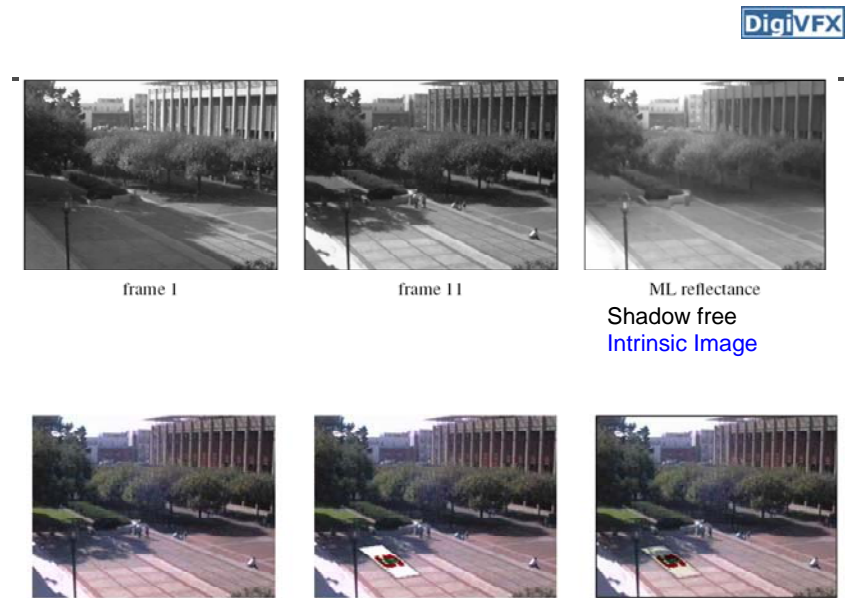 DigiVFX
frame 1
frame 11
ML reflectance
Shadow free
Intrinsic Image